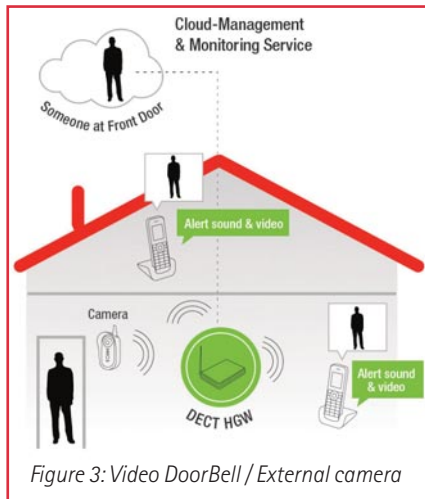 Cloud-Management
& Monitoring Service
Someone at Front Door
Alert sound & video
Camera
Alert sound
& video
DECT HGW
Figure 3: Video DoorBell / External camera